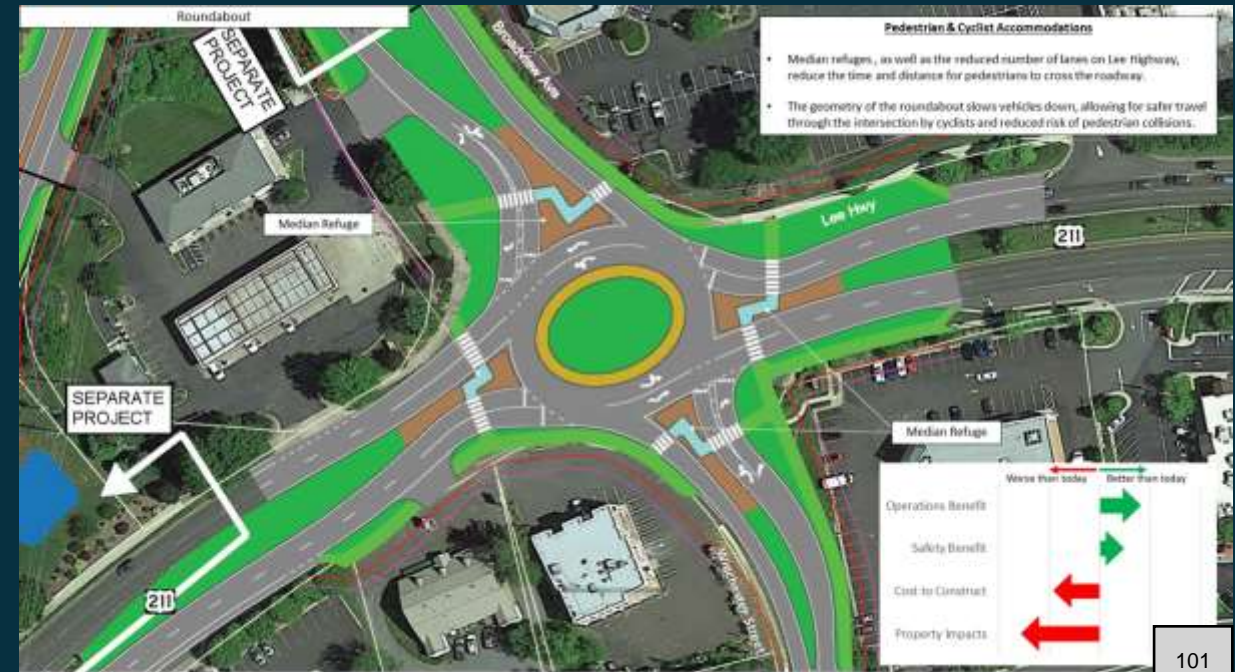 Roundabout
SEPARATE
PROJECT
Broadview Ave
Pedestrian & Cyclist Accommodations
• Median refuges, as well as the reduced number of lanes on Lee Highway,
reduce the time and distance for pedestrians to cross the roadway.
• The geometry of the roundabout slows vehicles down, allowing for safer travel
through the intersection by cyclists and reduced risk of pedestrian collisions.
Median Refuge
Lee Hwy
211
SEPARATE
PROJECT
Median Refuge
211
Worse than today
Better than today
Operations Benefit
Safety Benefit
Cost to Construct
Property Impacts
101